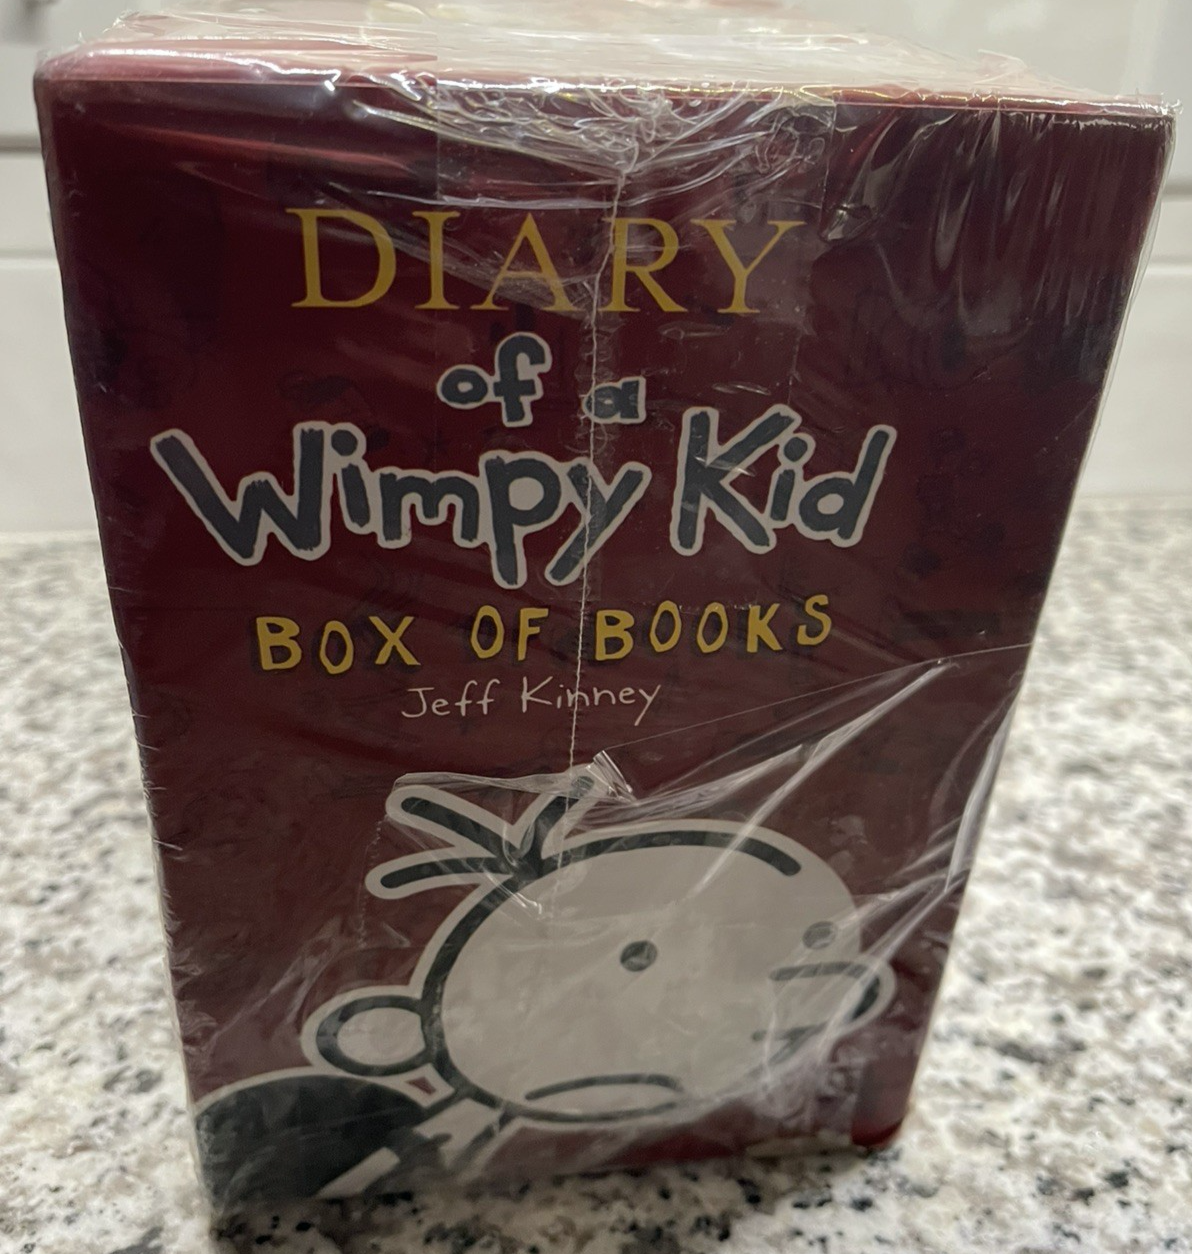 DIARY
of a
Wimpy Kid
BOX OF BOOKS
Jeff Kinney